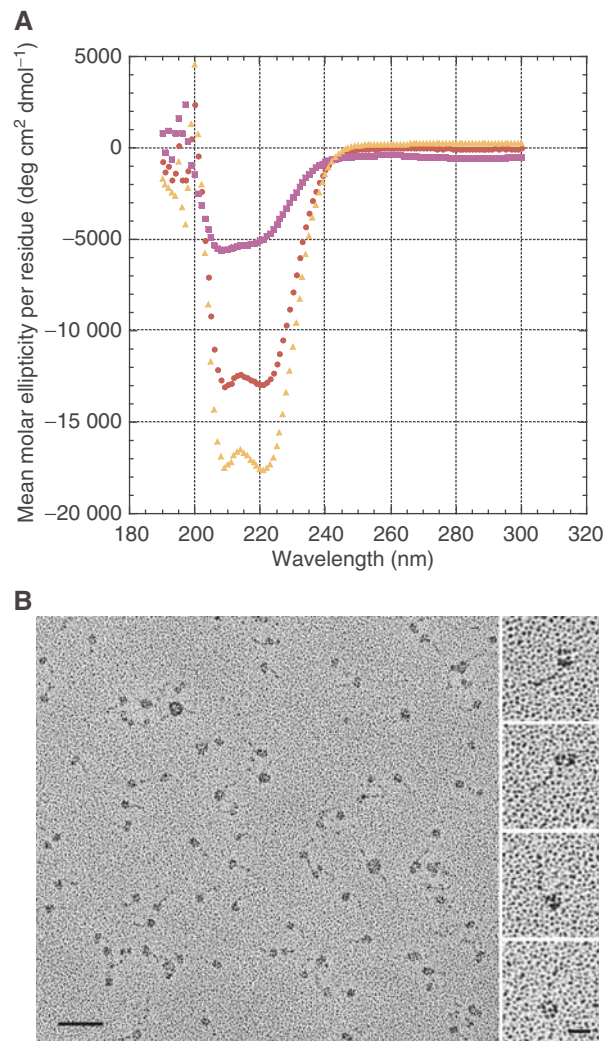 A
Mean molar ellipticity per residue (deg cm² dmol⁻¹)
5000
0
−5000
−10 000
−15 000
−20 000
180 200 220 240 260 280 300 320
Wavelength (nm)
B